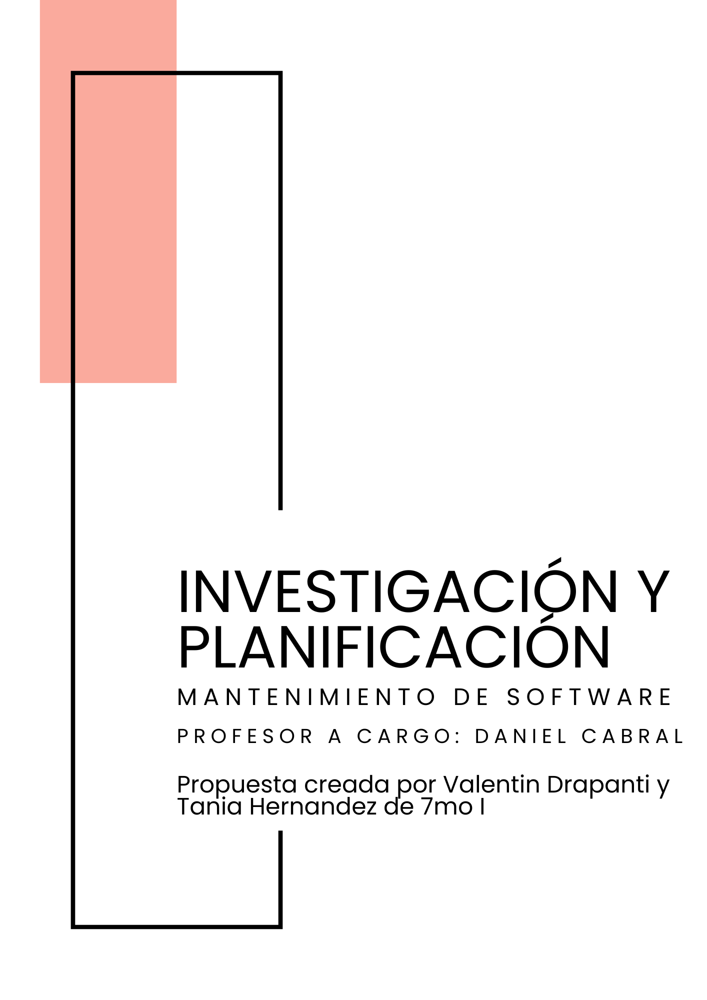 INVESTIGACIÓN Y
PLANIFICACIÓN
MANTENIMIENTO DE SOFTWARE
PROFESOR A CARGO: DANIEL CABRAL
Propuesta creada por Valentin Drapanti y
Tania Hernandez de 7mo I